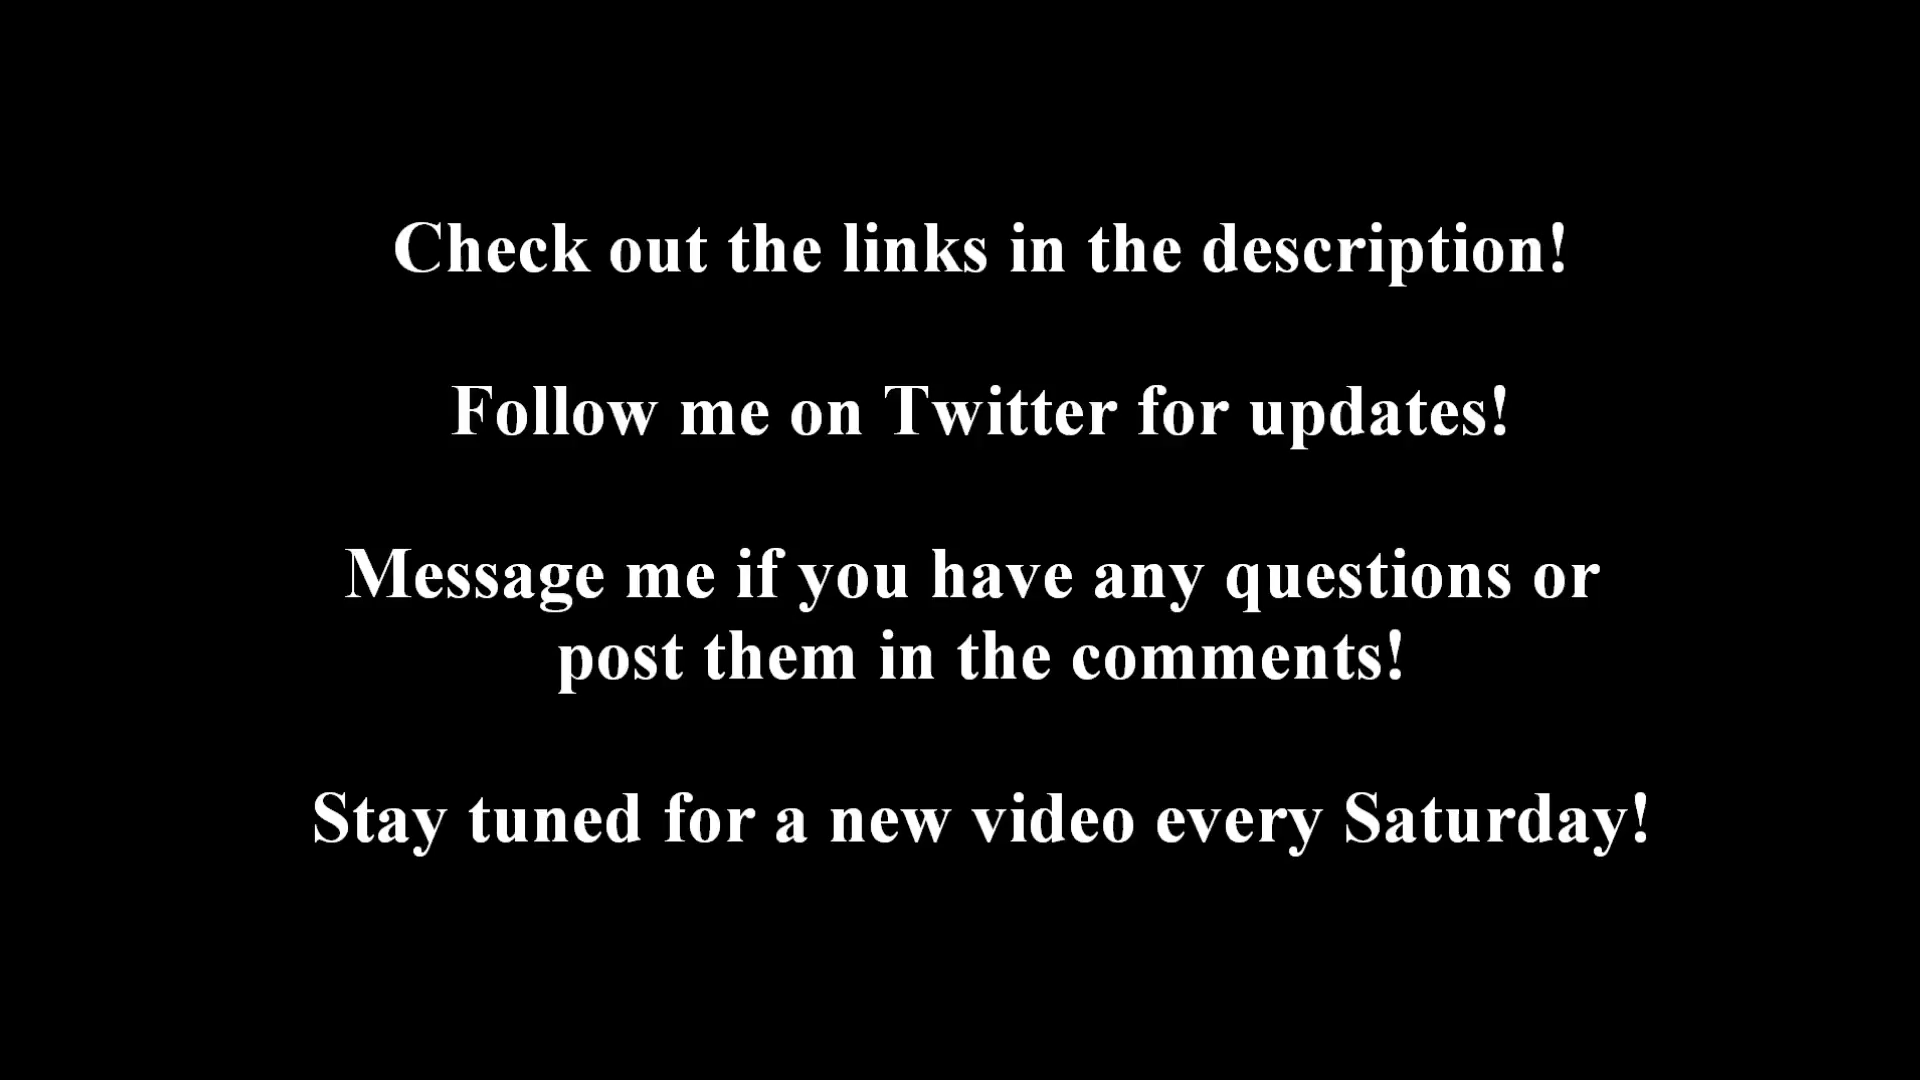 Check out the links in the description!
Follow me on Twitter for updates!
Message me if you have any questions or
post them in the comments!
Stay tuned for a new video every Saturday!